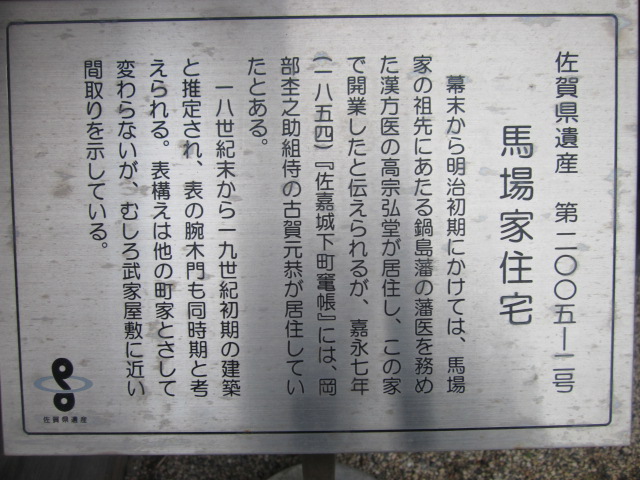 佐賀県遺産　第二〇〇五ー二号
馬場家住宅
幕末から明治初期にかけては、馬場
家の祖先にあたる鍋島藩の藩医を務め
た漢方医の高宗弘堂が居住し、この家
で開業したと伝えられるが、嘉永七年
(一八五四)『佐嘉城下町竃帳』には、岡
部杢之助組侍の古賀元恭が居住してい
たとある。
一八世紀末から一九世紀初期の建築
と推定され、表の腕木門も同時期と考
えられる。表構えは他の町家とさして
変わらないが、むしろ武家屋敷に近い
間取りを示している。
佐賀県遺産